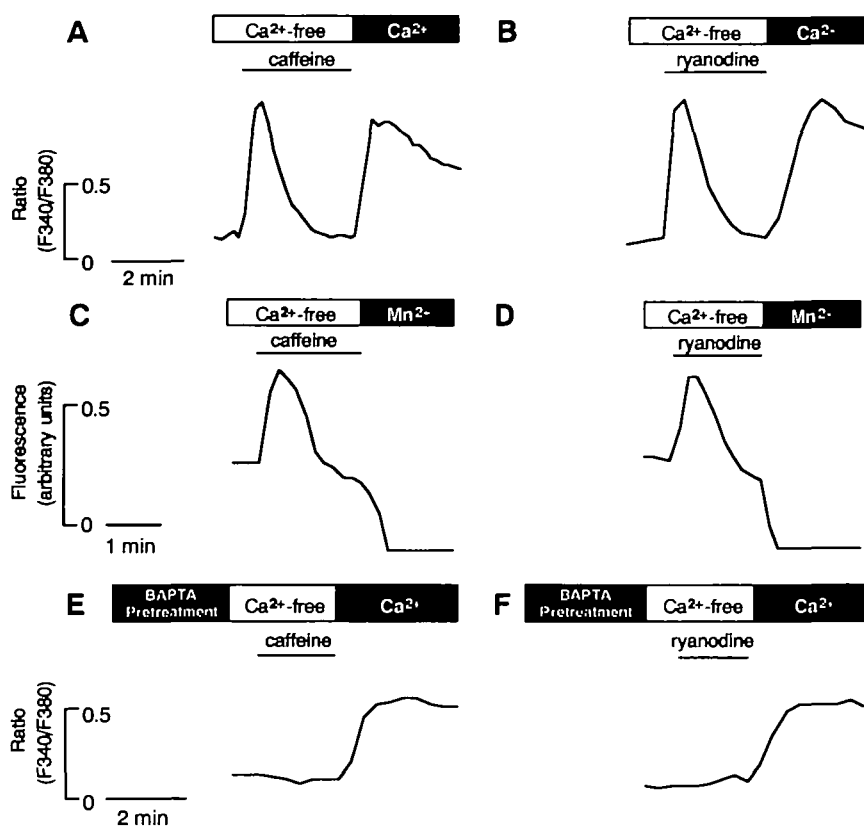 A
Ca²⁺-free
Ca²⁺
caffeine
B
Ca²⁺-free
Ca²⁻
ryanodine
Ratio
(F340/F380)
0.5
0
2 min
C
Ca²⁺-free
Mn²⁻
caffeine
D
Ca²⁺-free
Mn²⁻
ryanodine
Fluorescence
(arbitrary units)
0.5
0
1 min
E
BAPTA
Pretreatment
Ca²⁺-free
Ca²⁺
caffeine
F
BAPTA
Pretreatment
Ca²⁺-free
Ca²⁺
ryanodine
Ratio
(F340/F380)
0.5
0
2 min